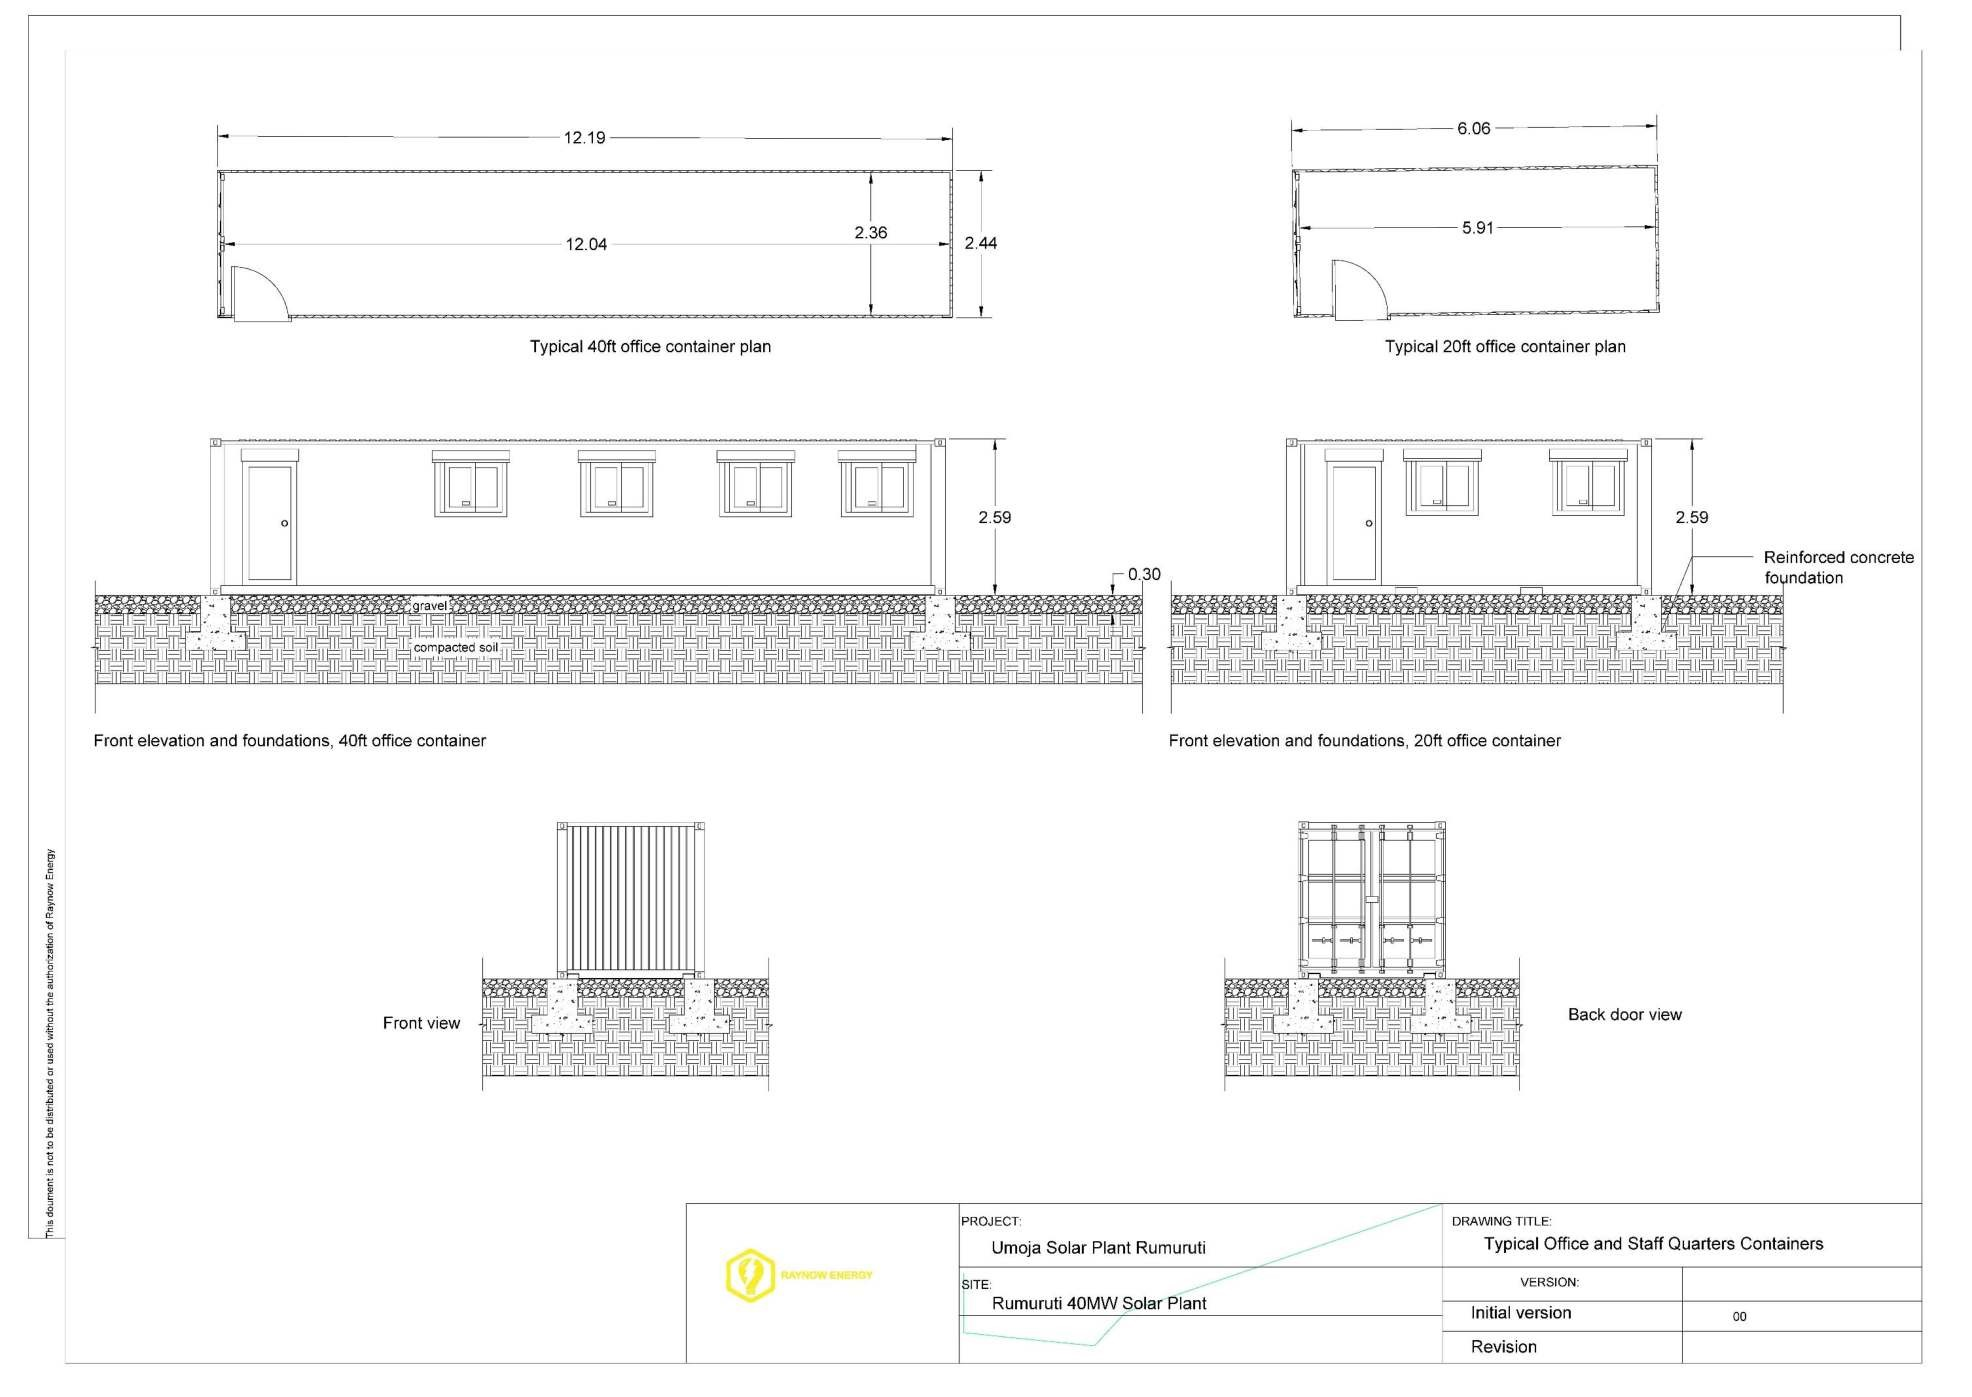 12.19
6.06
2.36
2.44
12.04
5.91
Typical 40ft office container plan
Typical 20ft office container plan
2.59
2.59
0.30
Reinforced concrete
foundation
gravel
compacted soil
Front elevation and foundations, 40ft office container
Front elevation and foundations, 20ft office container
Front view
Back door view
This document is not to be distributed or used without the authorization of Raynow Energy
RAYNOW ENERGY
PROJECT:
Umoja Solar Plant Rumuruti
SITE:
Rumuruti 40MW Solar Plant
DRAWING TITLE:
Typical Office and Staff Quarters Containers
VERSION:
Initial version
00
Revision